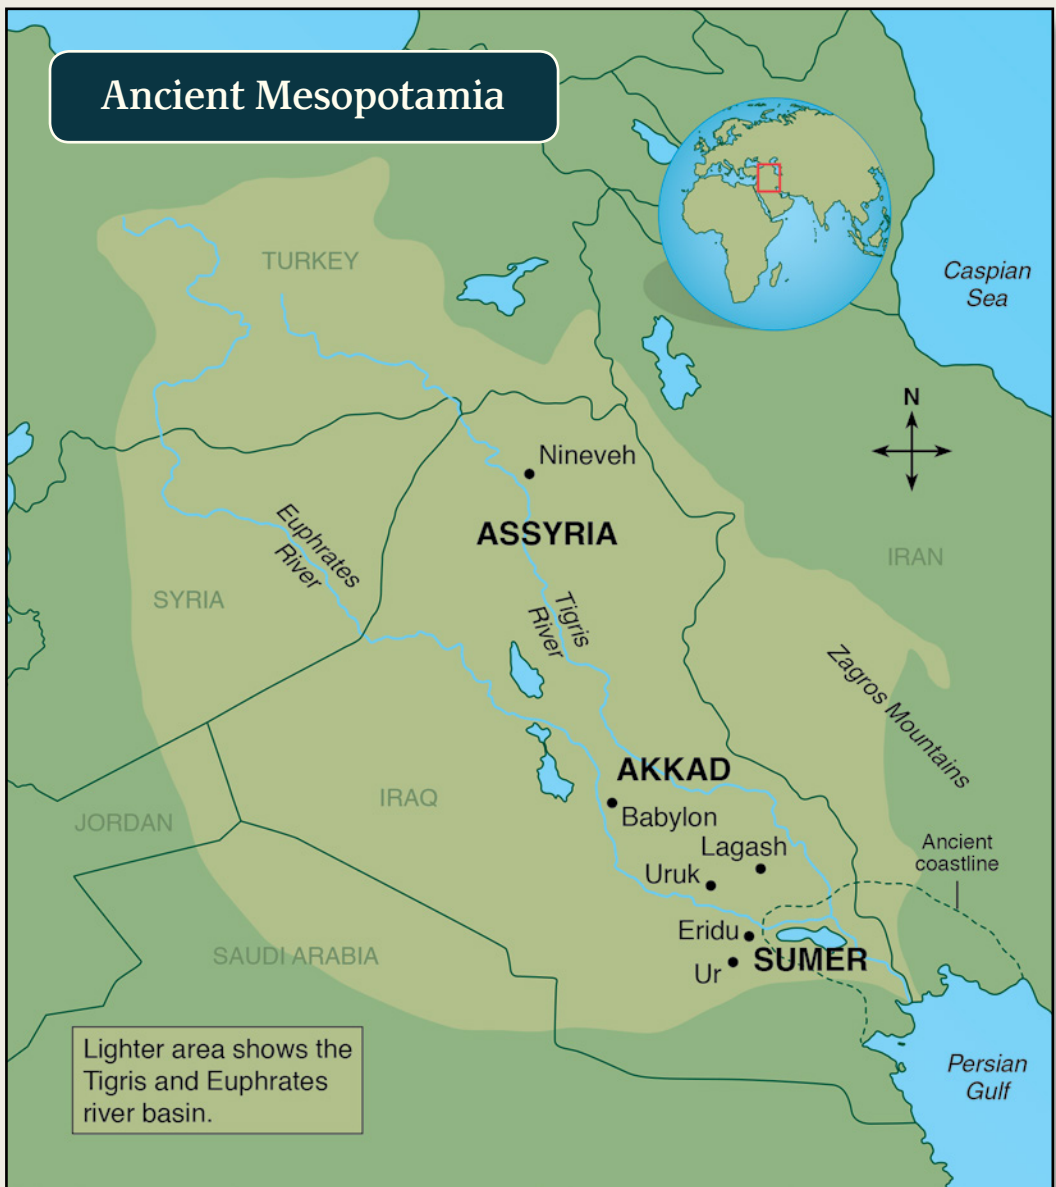 Ancient Mesopotamia
TURKEY
Caspian
Sea
N
Nineveh
ASSYRIA
Euphrates
River
IRAN
SYRIA
Tigris
River
Zagros Mountains
AKKAD
IRAQ
Babylon
JORDAN
Lagash
Ancient
coastline
Uruk
Eridu
SAUDI ARABIA
SUMER
Ur
Lighter area shows the
Tigris and Euphrates
river basin.
Persian
Gulf